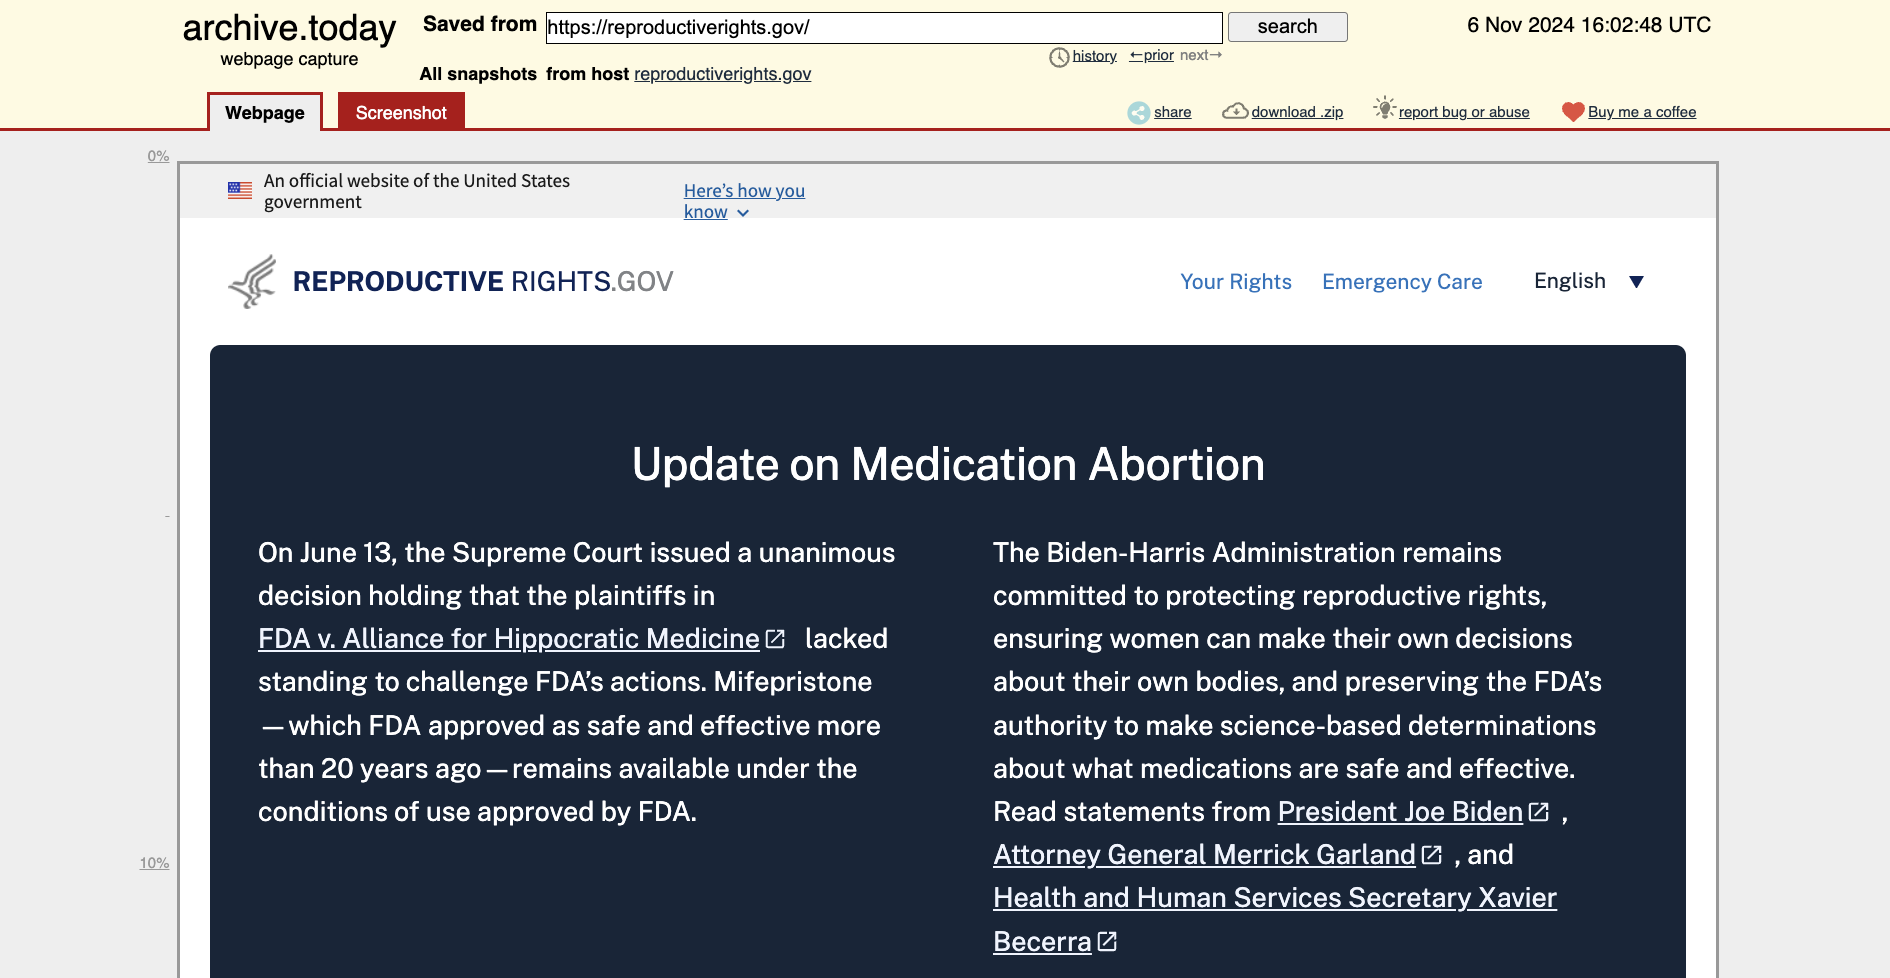 archive.today
webpage capture
Saved from https://reproductiverights.gov/ search 6 Nov 2024 16:02:48 UTC
history ←prior next→
All snapshots from host reproductiverights.gov
Webpage Screenshot
share download .zip report bug or abuse Buy me a coffee
0%
An official website of the United States
government
Here's how you
know
REPRODUCTIVE RIGHTS.GOV
Your Rights Emergency Care English
Update on Medication Abortion
On June 13, the Supreme Court issued a unanimous
decision holding that the plaintiffs in
FDA v. Alliance for Hippocratic Medicine lacked
standing to challenge FDA's actions. Mifepristone
—which FDA approved as safe and effective more
than 20 years ago—remains available under the
conditions of use approved by FDA.
The Biden-Harris Administration remains
committed to protecting reproductive rights,
ensuring women can make their own decisions
about their own bodies, and preserving the FDA's
authority to make science-based determinations
about what medications are safe and effective.
Read statements from President Joe Biden ,
Attorney General Merrick Garland , and
Health and Human Services Secretary Xavier
Becerra
10%